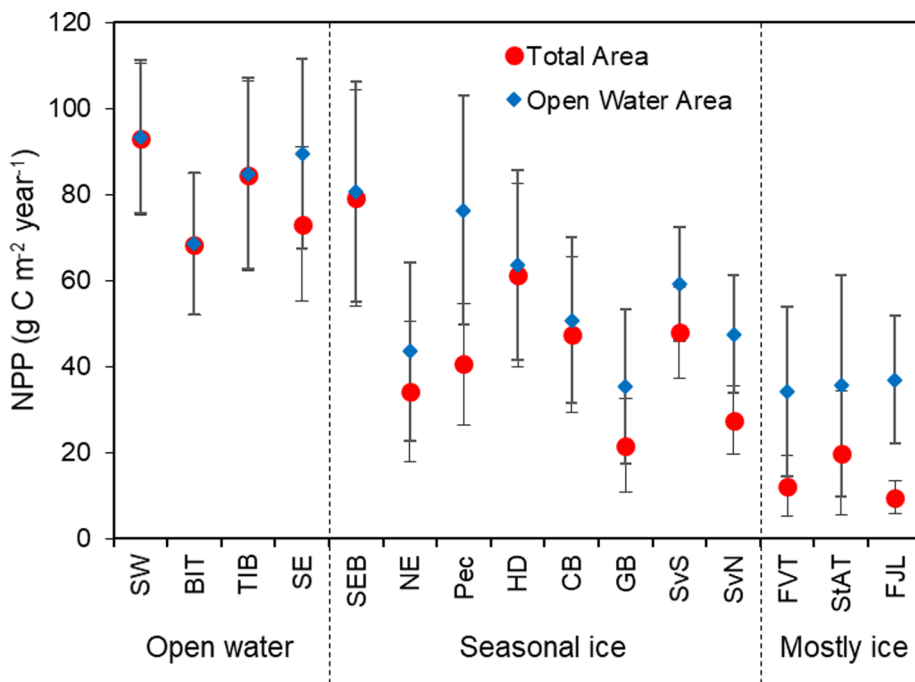 120
100
80
60
40
20
0
NPP (g C m⁻² year⁻¹)
Total Area
Open Water Area
SW
BIT
TIB
SE
SEB
NE
Pec
HD
CB
GB
SvS
SvN
FVT
StAT
FJL
Open water
Seasonal ice
Mostly ice